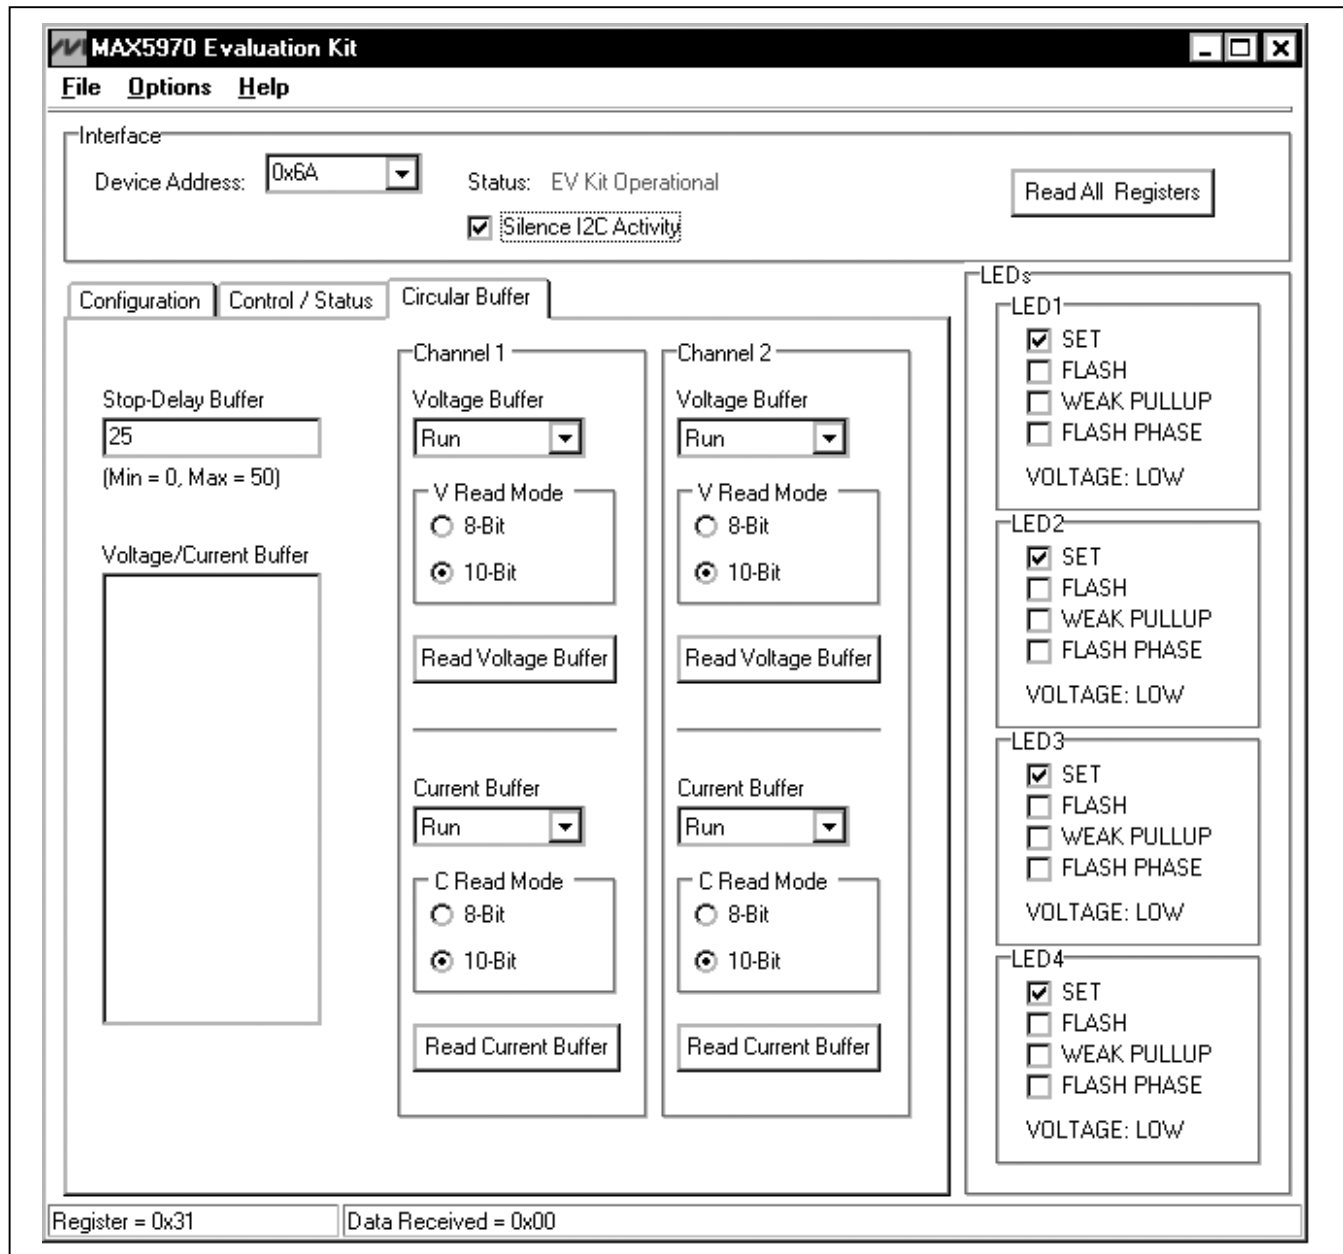 MAX5970 Evaluation Kit
File Options Help
Interface
Device Address: 0x6A
Status: EV Kit Operational
Silence I2C Activity
Read All Registers
Configuration
Control / Status
Circular Buffer
Stop-Delay Buffer
25
(Min = 0, Max = 50)
Voltage/Current Buffer
Channel 1
Voltage Buffer
Run
V Read Mode
8-Bit
10-Bit
Read Voltage Buffer
Current Buffer
Run
C Read Mode
8-Bit
10-Bit
Read Current Buffer
Channel 2
Voltage Buffer
Run
V Read Mode
8-Bit
10-Bit
Read Voltage Buffer
Current Buffer
Run
C Read Mode
8-Bit
10-Bit
Read Current Buffer
LEDs
LED1
SET
FLASH
WEAK PULLUP
FLASH PHASE
VOLTAGE: LOW
LED2
SET
FLASH
WEAK PULLUP
FLASH PHASE
VOLTAGE: LOW
LED3
SET
FLASH
WEAK PULLUP
FLASH PHASE
VOLTAGE: LOW
LED4
SET
FLASH
WEAK PULLUP
FLASH PHASE
VOLTAGE: LOW
Register = 0x31
Data Received = 0x00